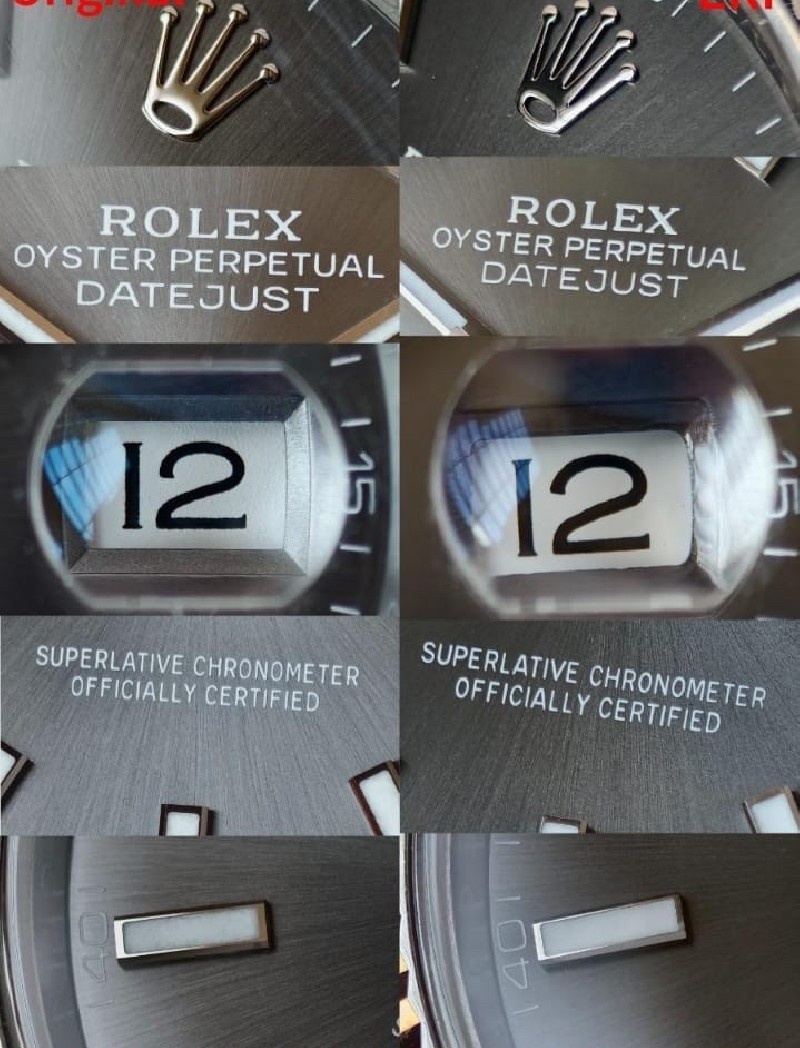 Original
ROLEX
OYSTER PERPETUAL
DATEJUST
ROLEX
OYSTER PERPETUAL
DATEJUST
12
15
12
15
SUPERLATIVE CHRONOMETER
OFFICIALLY CERTIFIED
SUPERLATIVE CHRONOMETER
OFFICIALLY CERTIFIED
40
40